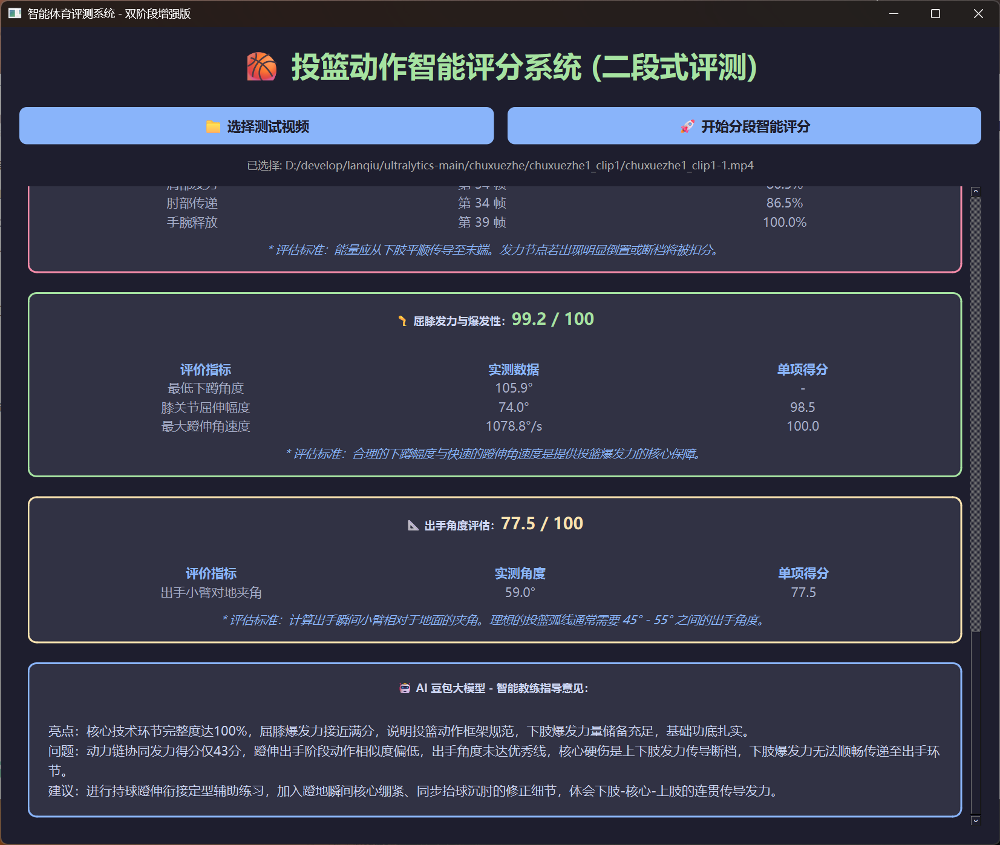 智能体育评测系统 - 双阶段增强版
投篮动作智能评分系统 (二段式评测)
选择测试视频
开始分段智能评分
已选择: D:/develop/lanqiu/ultralytics-main/chuxuezhe/chuxuezhe1_clip1/chuxuezhe1_clip1-1.mp4
肘部传递 第 34 帧 86.5%
手腕释放 第 39 帧 100.0%
* 评估标准：能量应从下肢平顺传导至末端。发力节点若出现明显倒置或断档将被扣分。
屈膝发力与爆发性：99.2 / 100
评价指标 实测数据 单项得分
最低下蹲角度 105.9° -
膝关节屈伸幅度 74.0° 98.5
最大蹬伸角速度 1078.8°/s 100.0
* 评估标准：合理的下蹲幅度与快速的蹬伸角速度是提供投篮爆发力的核心保障。
出手角度评估：77.5 / 100
评价指标 实测角度 单项得分
出手小臂对地夹角 59.0° 77.5
* 评估标准：计算出手瞬间小臂相对于地面的夹角。理想的投篮弧线通常需要 45° - 55° 之间的出手角度。
AI 豆包大模型 - 智能教练指导意见：
亮点：核心技术环节完整度达100%，屈膝爆发力接近满分，说明投篮动作框架规范，下肢爆发力量储备充足，基础功底扎实。
问题：动力链协同发力得分仅43分，蹬伸出手阶段动作相似度偏低，出手角度未达优秀线，核心硬伤是上下肢发力传导断档，下肢爆发力无法顺畅传递至出手环
节。
建议：进行持球蹬伸衔接定型辅助练习，加入蹬地瞬间核心绷紧、同步抬球沉肘的修正细节，体会下肢-核心-上肢的连贯传导发力。